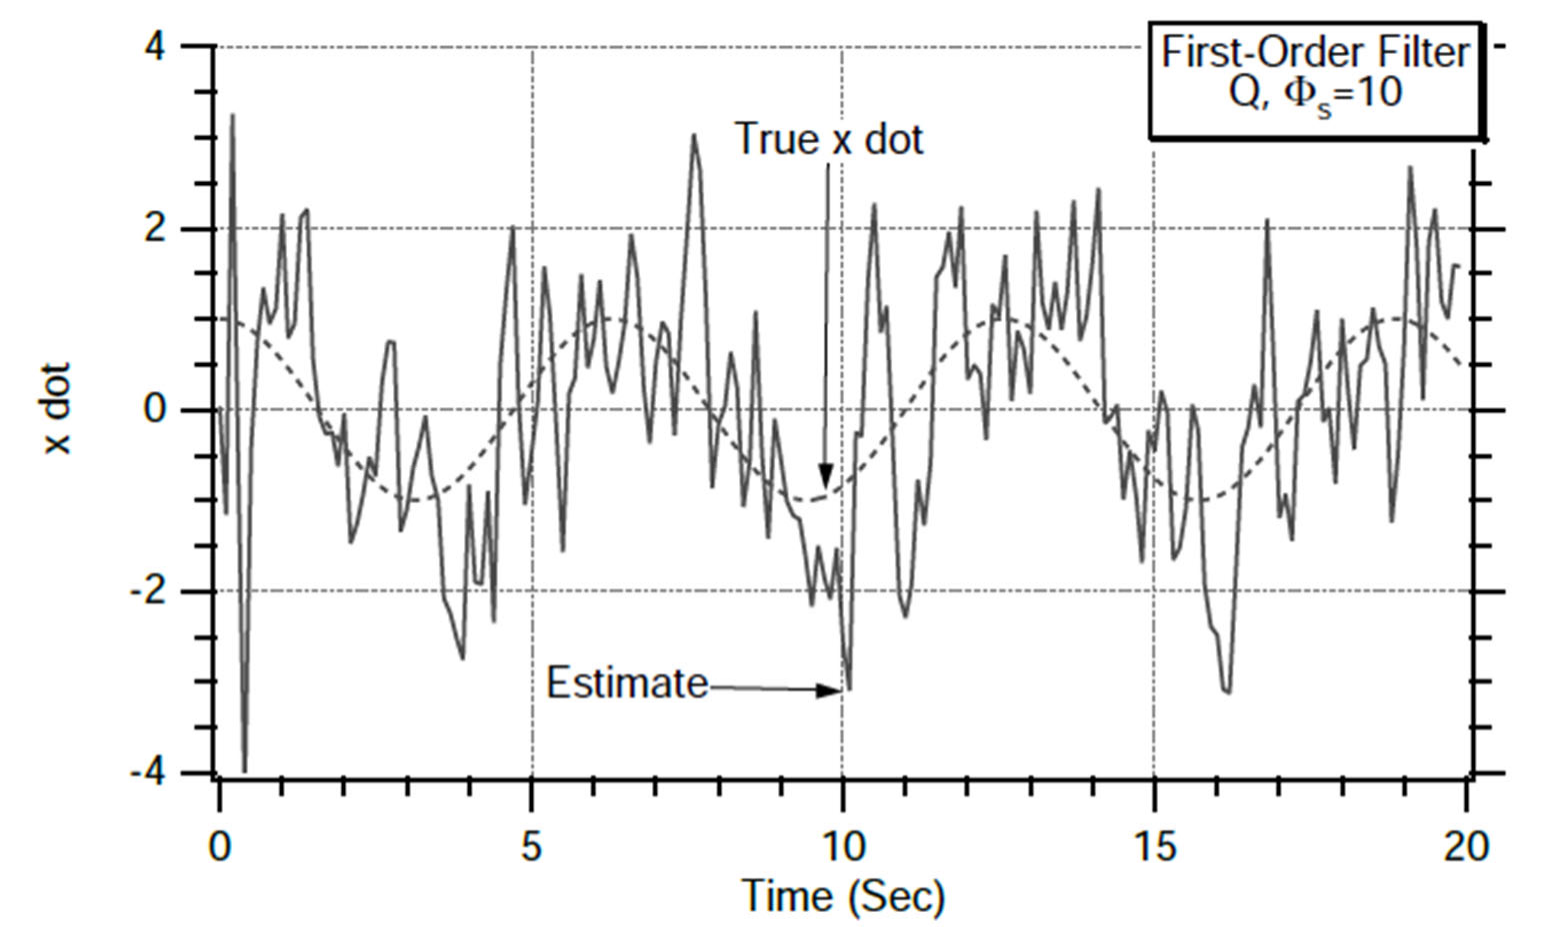 First-Order Filter
Q, Φs=10
True x dot
Estimate
x dot
4
2
0
-2
-4
0 5 10 15 20
Time (Sec)